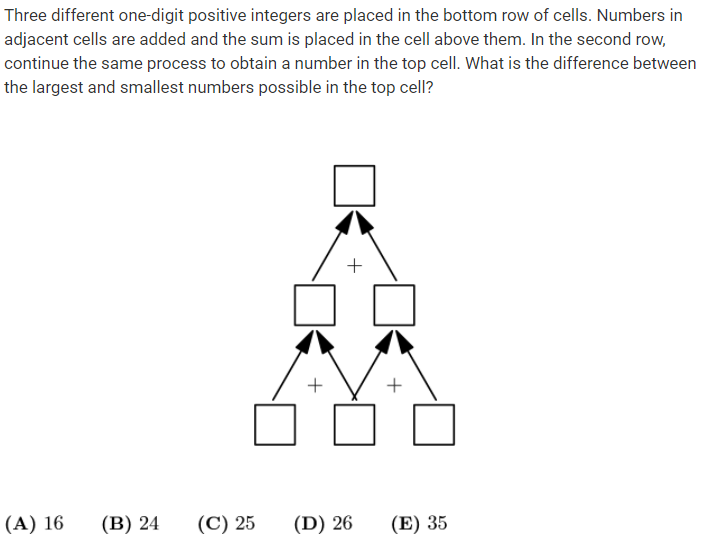 Three different one-digit positive integers are placed in the bottom row of cells. Numbers in
adjacent cells are added and the sum is placed in the cell above them. In the second row,
continue the same process to obtain a number in the top cell. What is the difference between
the largest and smallest numbers possible in the top cell?
+
+ +
(A) 16 (B) 24 (C) 25 (D) 26 (E) 35